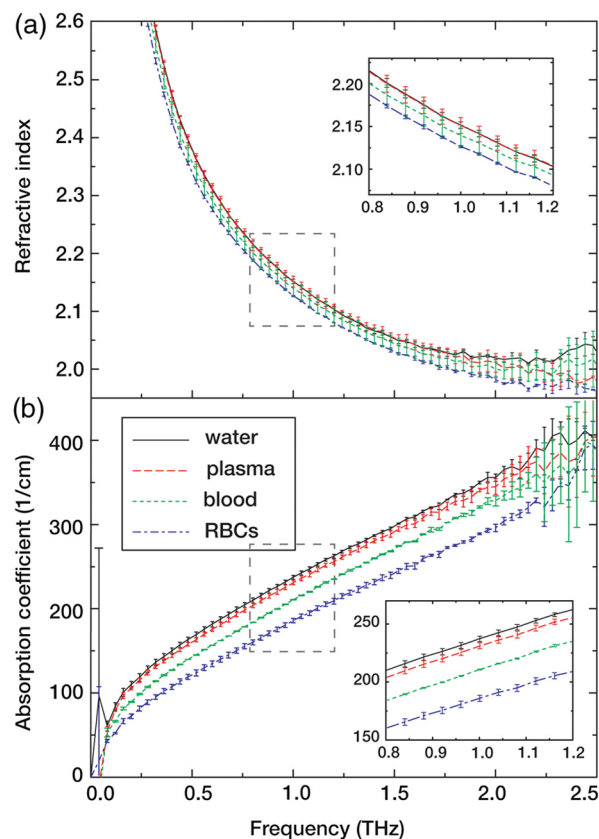 (a)
2.6
2.5
2.4
2.3
2.2
2.1
2.0
Refractive index
2.20
2.15
2.10
0.8 0.9 1.0 1.1 1.2
(b)
400
300
200
100
0
Absorption coefficient (1/cm)
water
plasma
blood
RBCs
250
200
150
0.8 0.9 1.0 1.1 1.2
0.0 0.5 1.0 1.5 2.0 2.5
Frequency (THz)